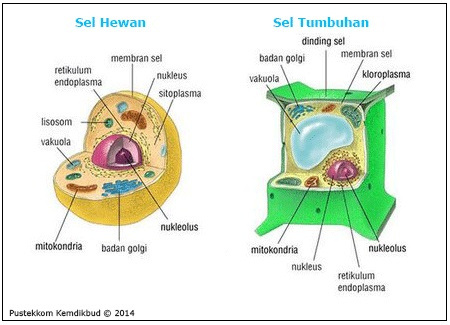 Sel Hewan
membran sel
retikulum
endoplasma
nukleus
sitoplasma
lisosom
vakuola
mitokondria
badan golgi
nukleolus
Sel Tumbuhan
dinding sel
badan golgi
membran sel
vakuola
kloroplasma
mitokondria
nukleolus
nukleus
retikulum
endoplasma
Pustekkom Kemdikbud © 2014